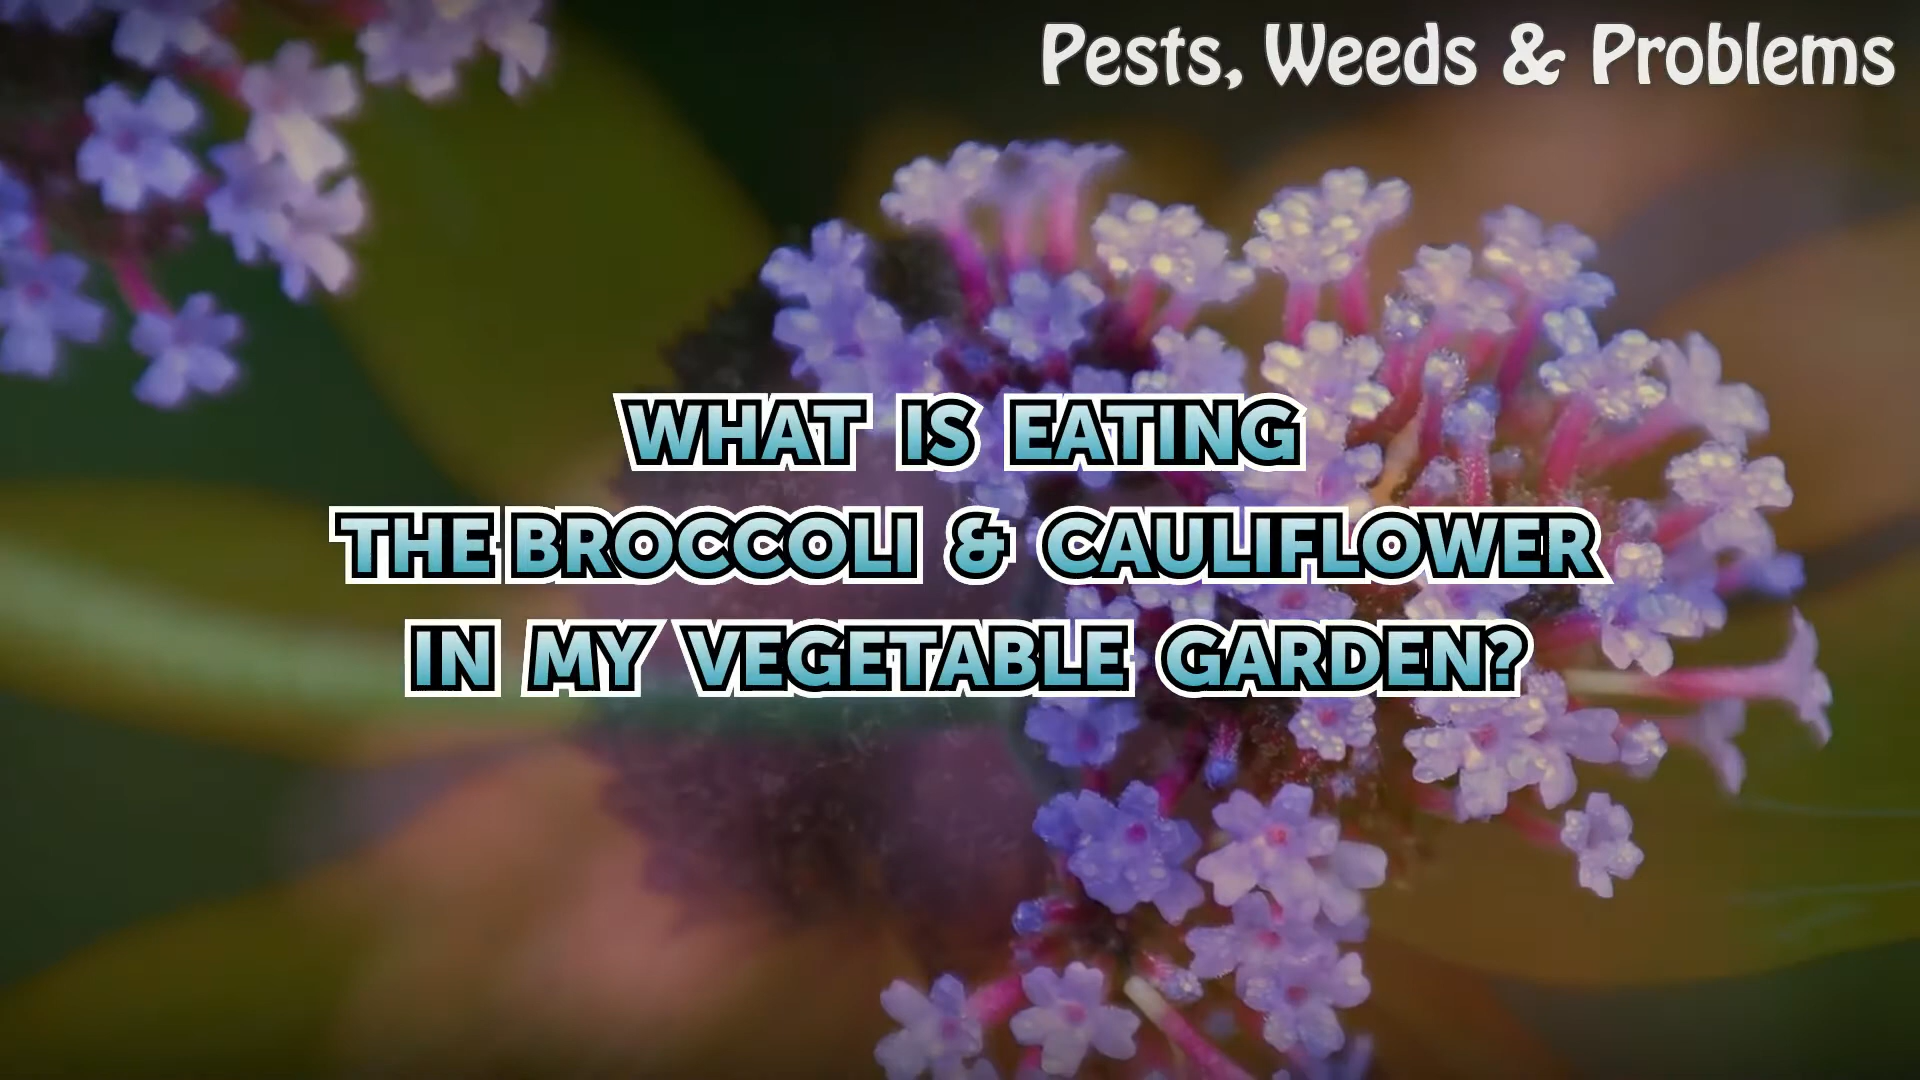 Pests, Weeds & Problems
WHAT IS EATING
THE BROCCOLI & CAULIFLOWER
IN MY VEGETABLE GARDEN?